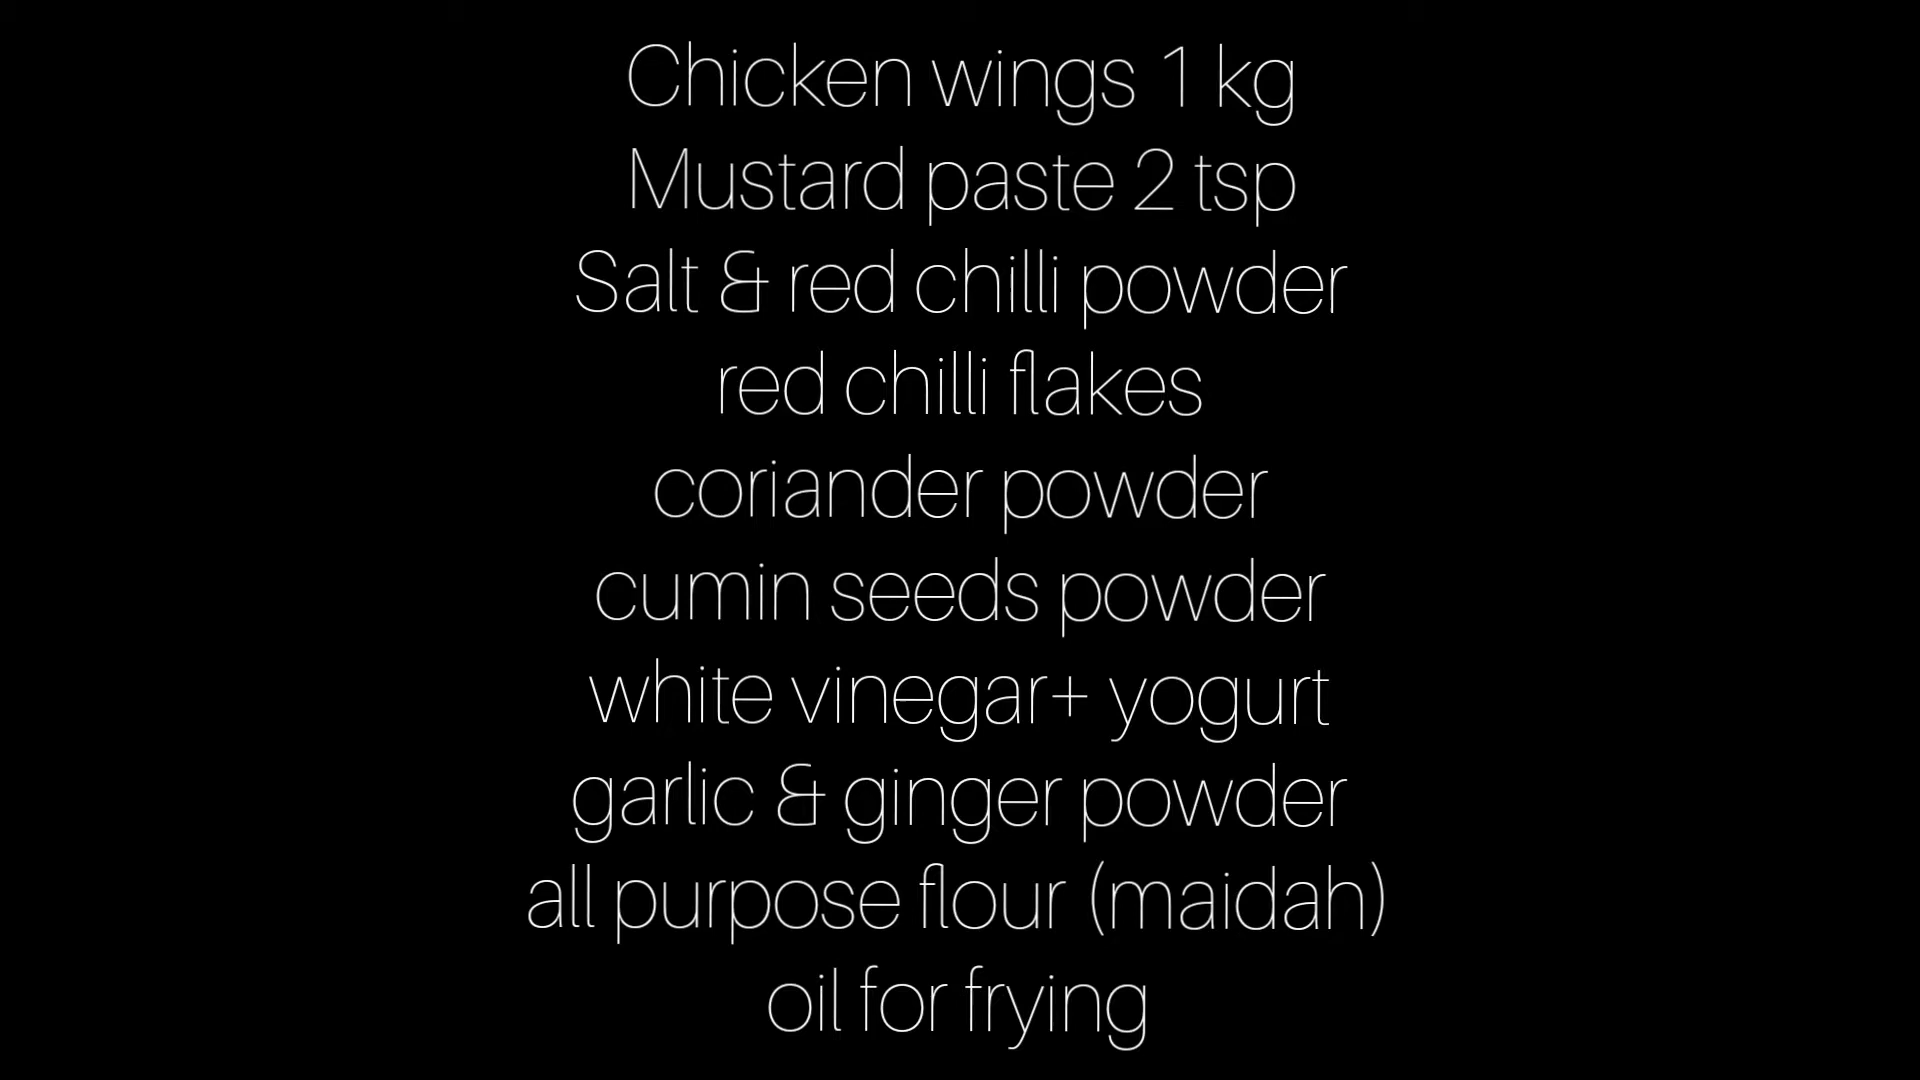 Chicken wings 1 kg
Mustard paste 2 tsp
Salt & red chilli powder
red chilli flakes
coriander powder
cumin seeds powder
white vinegar+ yogurt
garlic & ginger powder
all purpose flour (maidah)
oil for frying